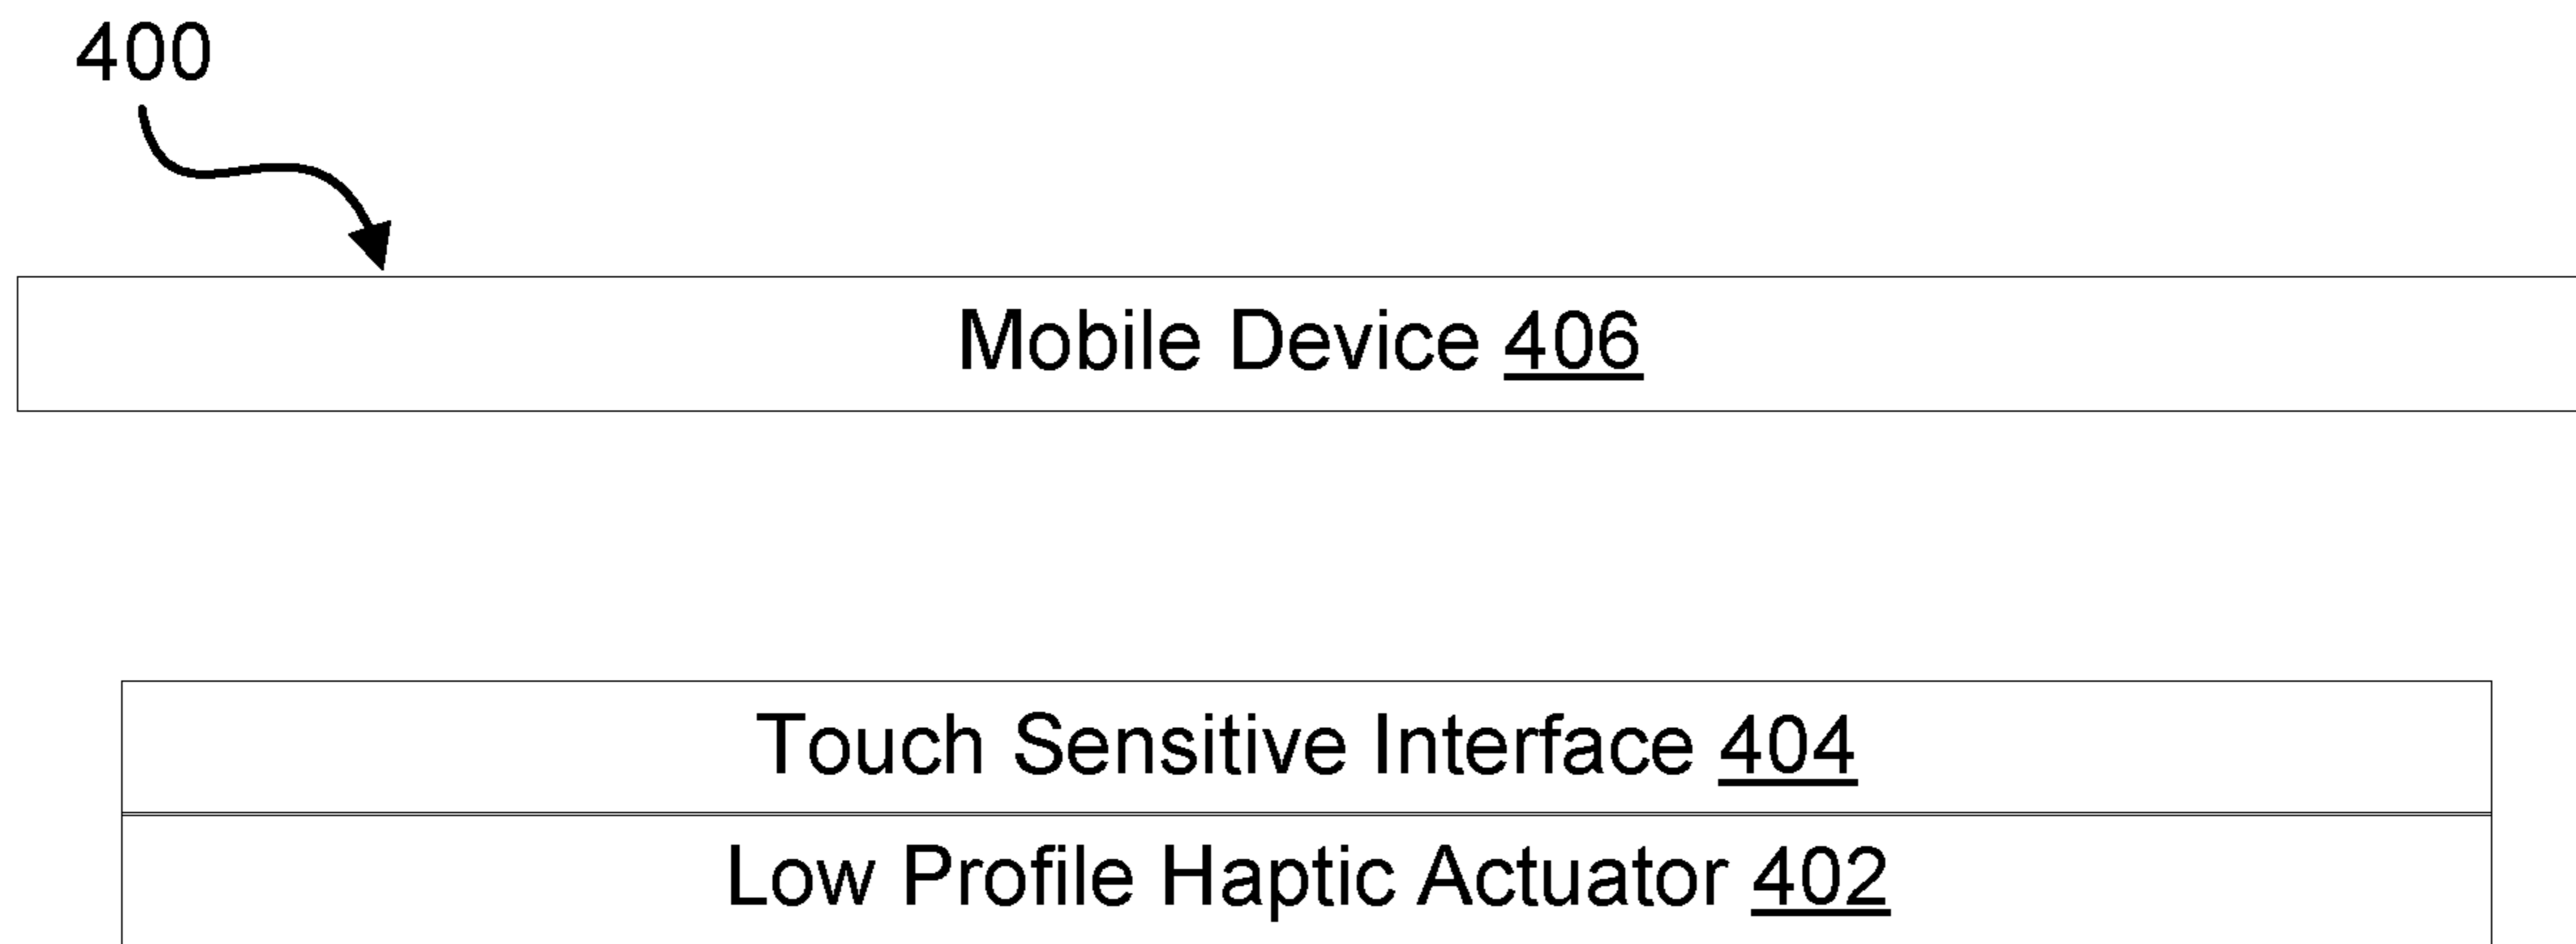 400
Mobile Device 406
Touch Sensitive Interface 404
Low Profile Haptic Actuator 402